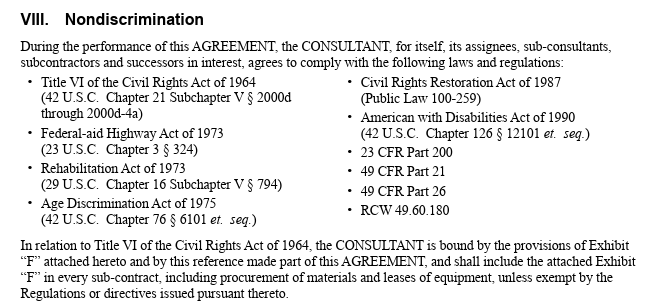 VIII. Nondiscrimination
During the performance of this AGREEMENT, the CONSULTANT, for itself, its assignees, sub-consultants,
subcontractors and successors in interest, agrees to comply with the following laws and regulations:
• Title VI of the Civil Rights Act of 1964
(42 U.S.C. Chapter 21 Subchapter V § 2000d
through 2000d-4a)
• Federal-aid Highway Act of 1973
(23 U.S.C. Chapter 3 § 324)
• Rehabilitation Act of 1973
(29 U.S.C. Chapter 16 Subchapter V § 794)
• Age Discrimination Act of 1975
(42 U.S.C. Chapter 76 § 6101 et. seq.)
• Civil Rights Restoration Act of 1987
(Public Law 100-259)
• American with Disabilities Act of 1990
(42 U.S.C. Chapter 126 § 12101 et. seq.)
• 23 CFR Part 200
• 49 CFR Part 21
• 49 CFR Part 26
• RCW 49.60.180
In relation to Title VI of the Civil Rights Act of 1964, the CONSULTANT is bound by the provisions of Exhibit
“F” attached hereto and by this reference made part of this AGREEMENT, and shall include the attached Exhibit
“F” in every sub-contract, including procurement of materials and leases of equipment, unless exempt by the
Regulations or directives issued pursuant thereto.